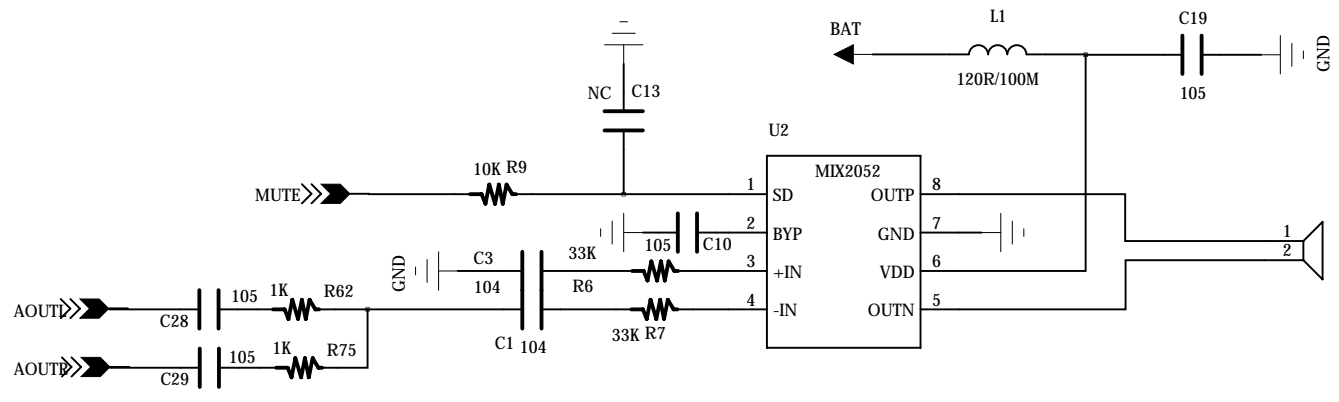 L1
C19
BAT
GND
120R/100M
105
NC
C13
U2
MIX2052
10K R9
MUTE
1
SD
OUTP
8
2
BYP
GND
7
105
C10
1
2
GND
C3
33K
3
+IN
VDD
6
104
R6
4
-IN
OUTN
5
AOUTL
105
1K
R62
C28
33K R7
C1
104
AOUTR
105
1K
R75
C29